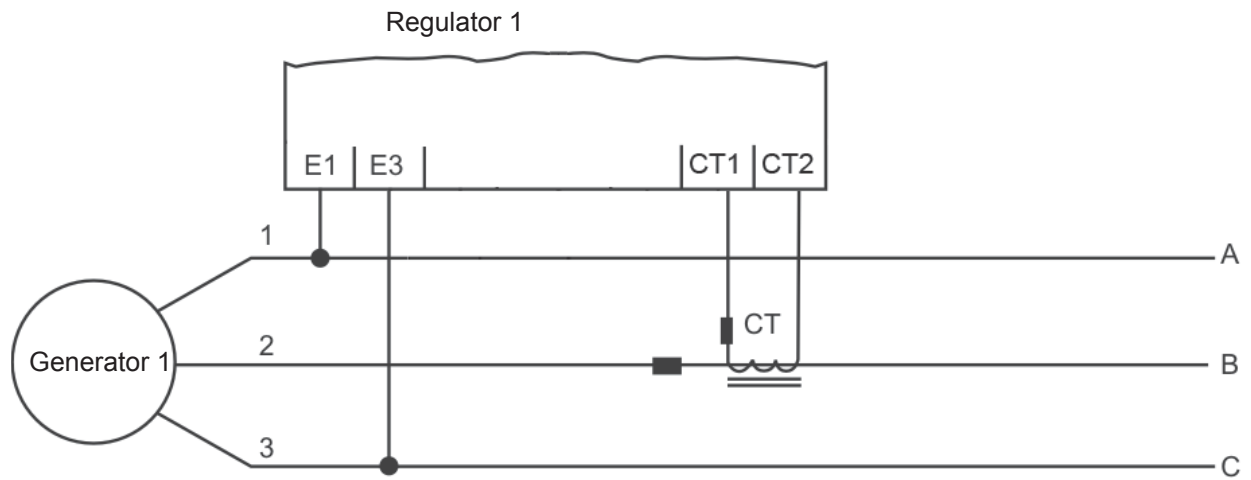 Regulator 1
E1
E3
CT1
CT2
1
A
CT
Generator 1
2
B
3
C